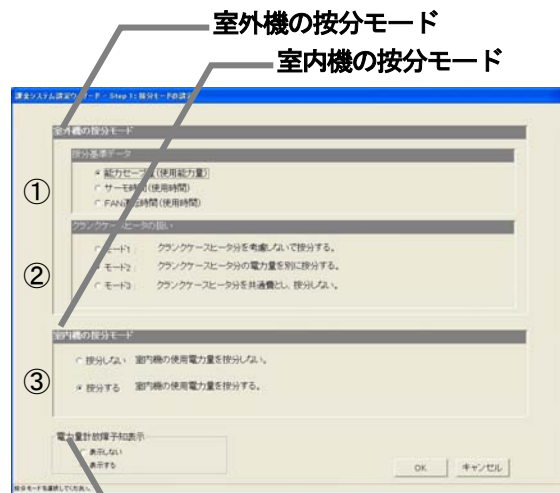 室外機の按分モード
室内機の按分モード
課金システム設定ウィザード - Step 1: 按分モードの設定
室外機の按分モード
按分基準データ
①
能力セーブ量(使用能力量)
サーモ時間(使用時間)
FAN運転時間(使用時間)
クランクケースヒータの扱い
②
モード1: クランクケースヒータ分を考慮しないで按分する。
モード2: クランクケースヒータ分の電力量を別に按分する。
モード3: クランクケースヒータ分を共通費とし、按分しない。
室内機の按分モード
③
按分しない: 室内機の使用電力量を按分しない。
按分する 室内機の使用電力量を按分する。
電力量計故障予知表示
表示しない
表示する
OK キャンセル
按分モードを選択してください。